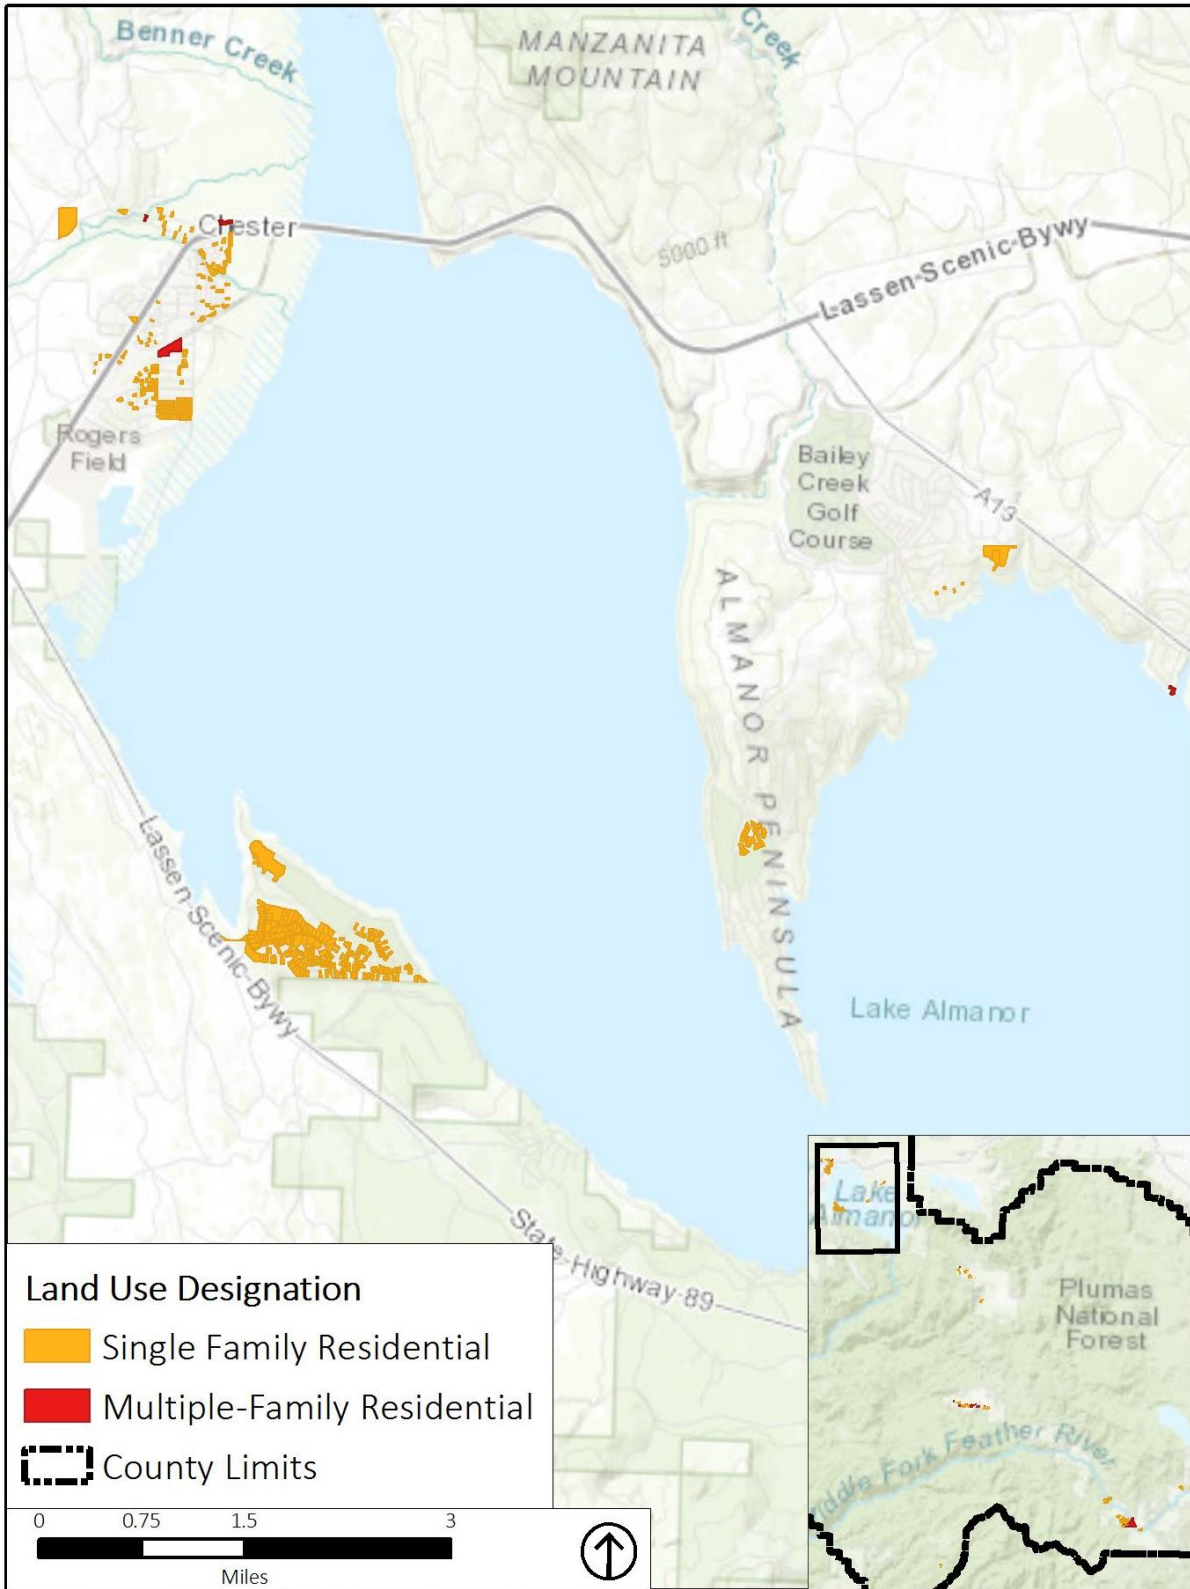 Benner Creek
MANZANITA
MOUNTAIN
Creek
Chester
5000 ft
Lassen-Scenic-Bywy
Rogers
Field
Bailey
Creek
Golf
Course
A13
ALMANOR PENINSULA
Lassen-Scenic-Bywy
Lake Almanor
State-Highway-89
Lake
Almanor
Plumas
National
Forest
Fork Feather River
Land Use Designation
Single Family Residential
Multiple-Family Residential
County Limits
0 0.75 1.5 3
Miles